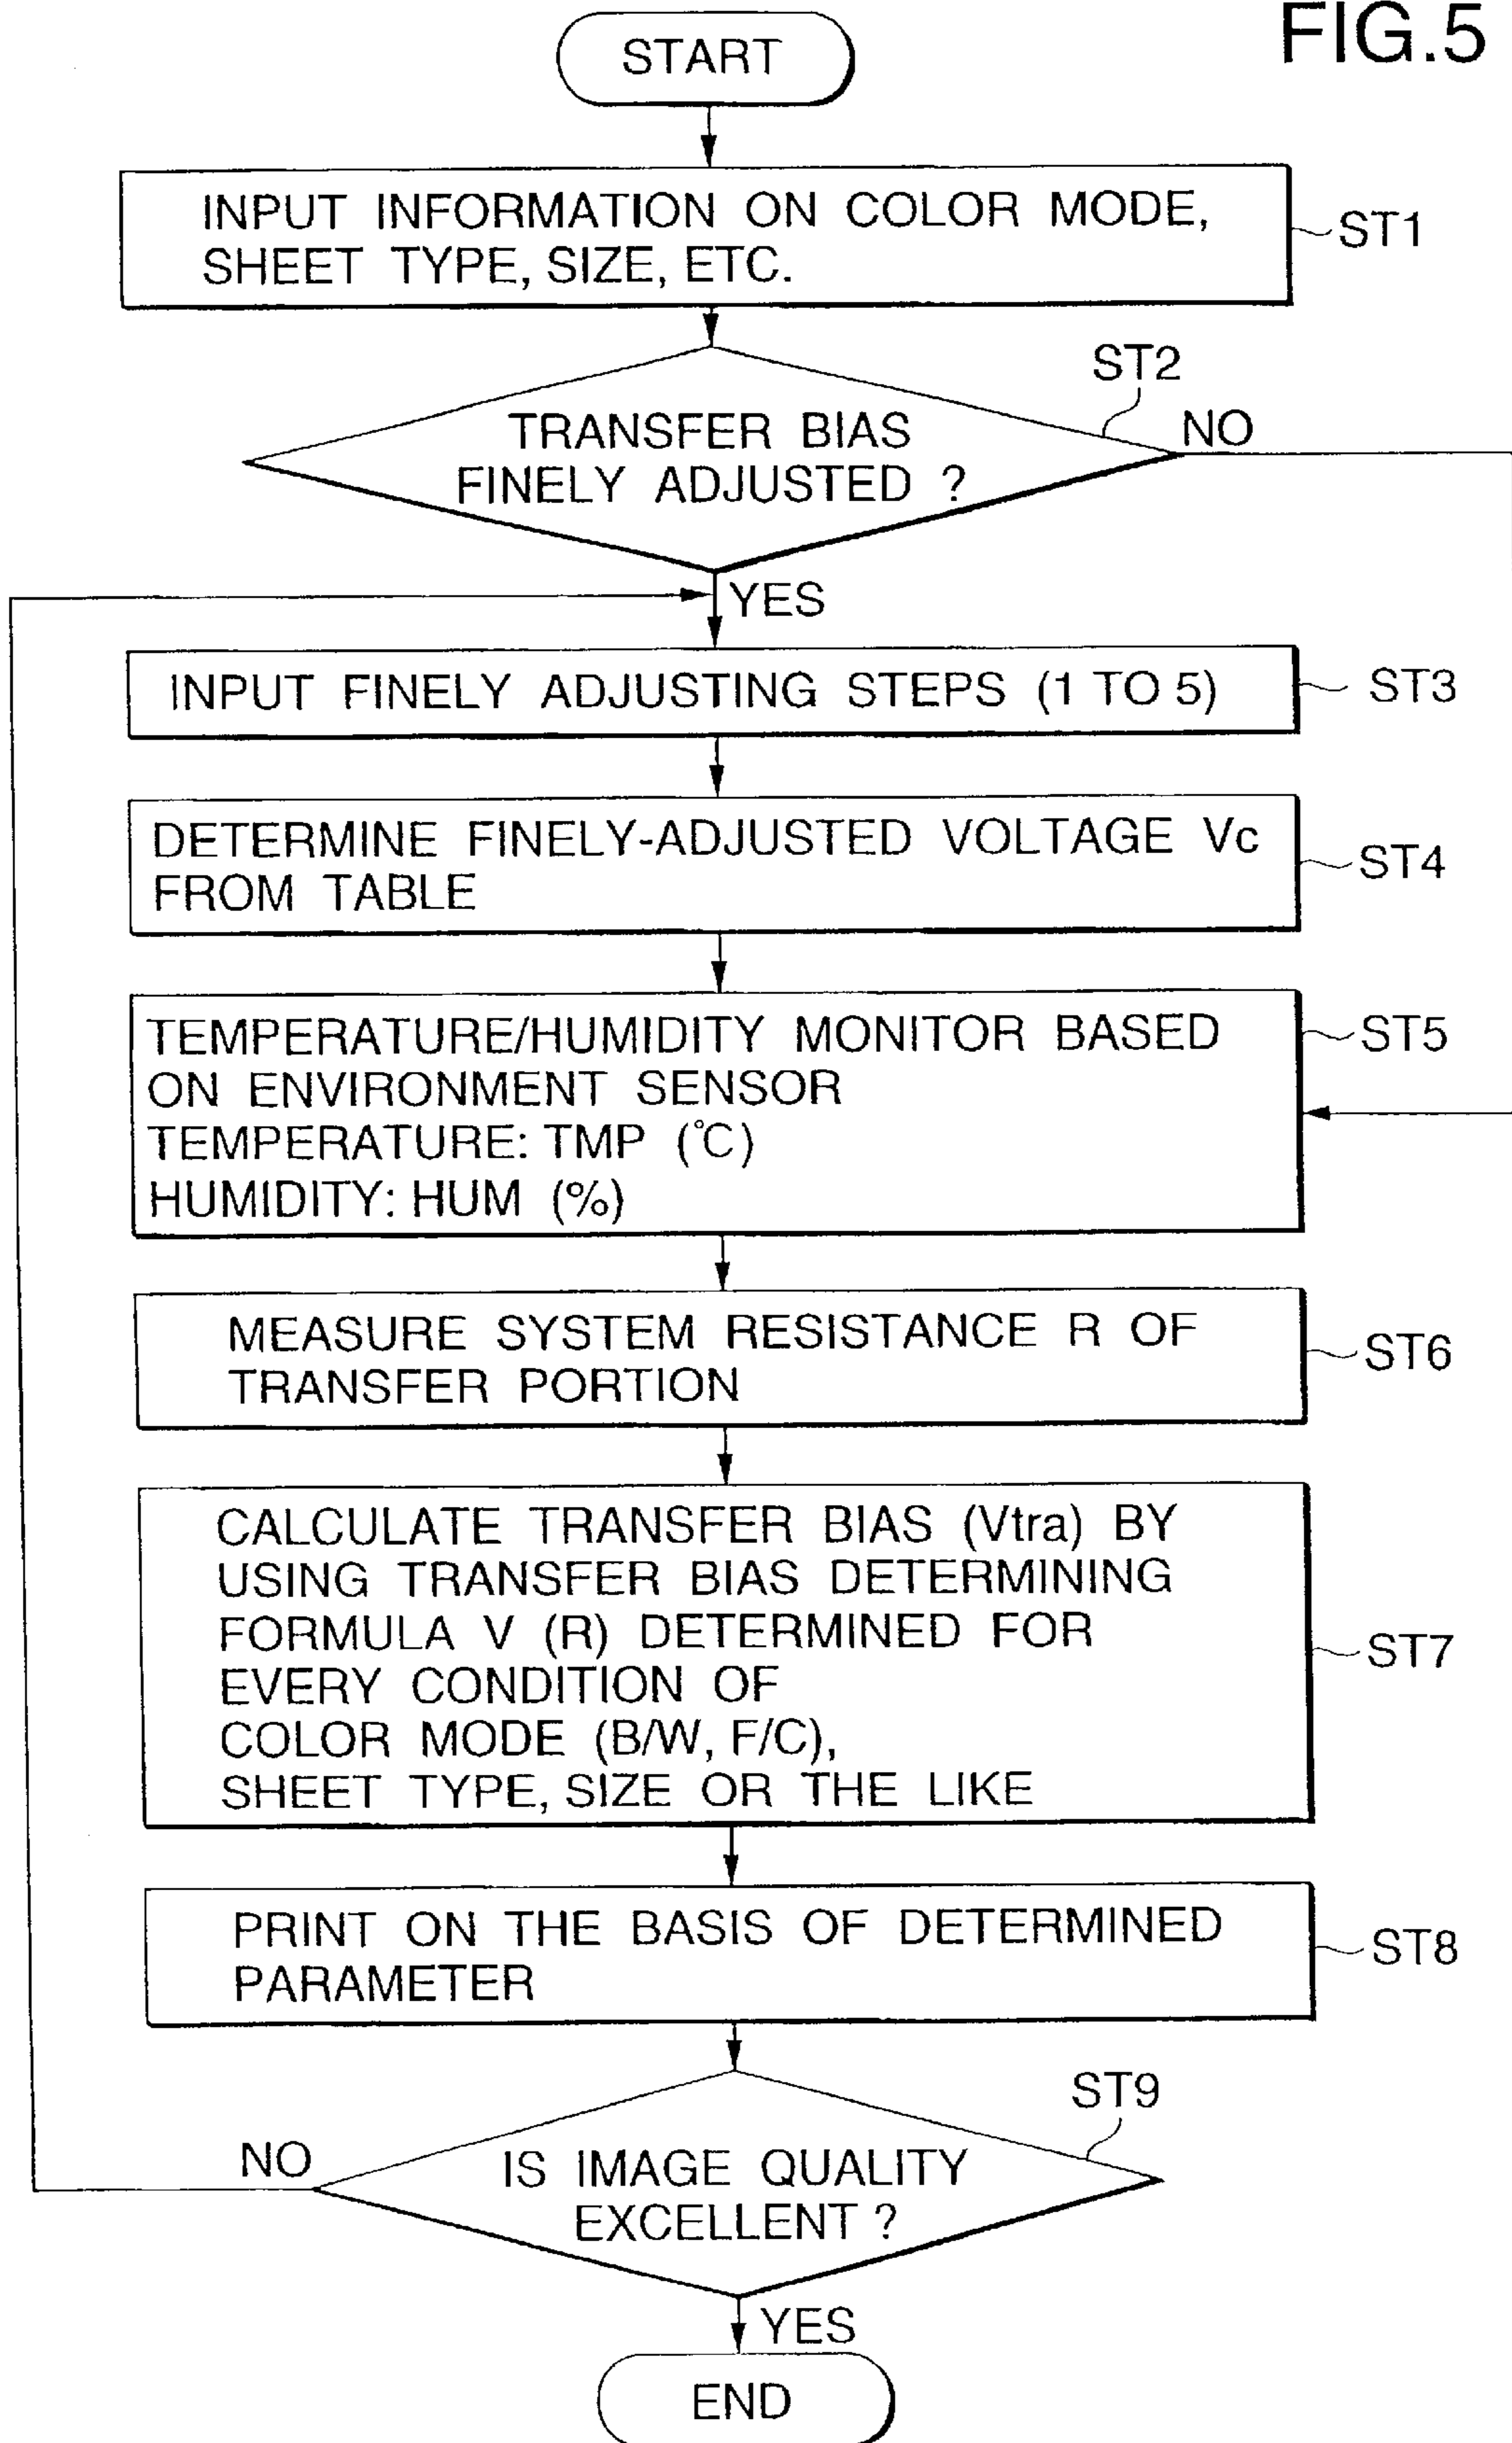 FIG.5
START
INPUT INFORMATION ON COLOR MODE,
SHEET TYPE, SIZE, ETC.
ST1
ST2
TRANSFER BIAS
FINELY ADJUSTED ?
NO
YES
INPUT FINELY ADJUSTING STEPS (1 TO 5)
ST3
DETERMINE FINELY-ADJUSTED VOLTAGE Vc
FROM TABLE
ST4
TEMPERATURE/HUMIDITY MONITOR BASED
ON ENVIRONMENT SENSOR
TEMPERATURE: TMP (℃)
HUMIDITY: HUM (%)
ST5
MEASURE SYSTEM RESISTANCE R OF
TRANSFER PORTION
ST6
CALCULATE TRANSFER BIAS (Vtra) BY
USING TRANSFER BIAS DETERMINING
FORMULA V (R) DETERMINED FOR
EVERY CONDITION OF
COLOR MODE (B/W, F/C),
SHEET TYPE, SIZE OR THE LIKE
ST7
PRINT ON THE BASIS OF DETERMINED
PARAMETER
ST8
ST9
NO
IS IMAGE QUALITY
EXCELLENT ?
YES
END